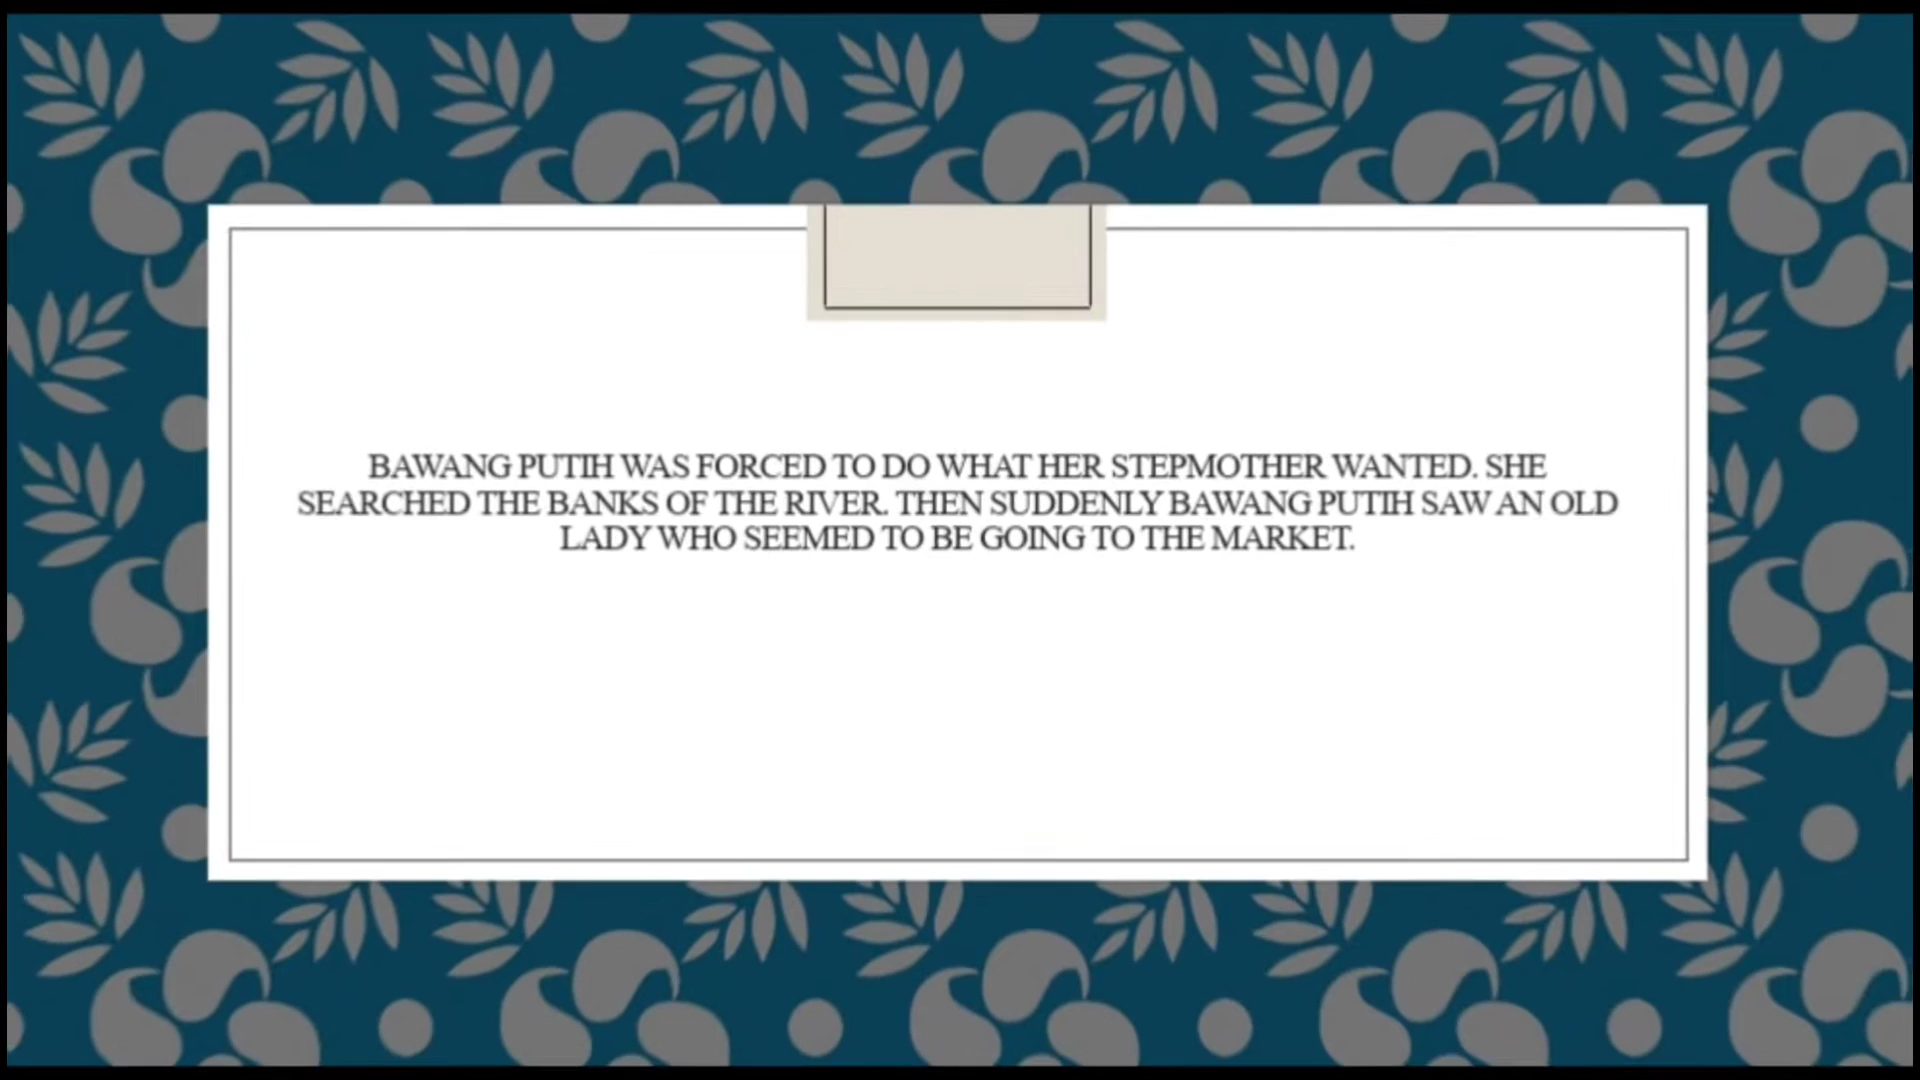 BAWANG PUTIH WAS FORCED TO DO WHAT HER STEPMOTHER WANTED. SHE
SEARCHED THE BANKS OF THE RIVER. THEN SUDDENLY BAWANG PUTIH SAW AN OLD
LADY WHO SEEMED TO BE GOING TO THE MARKET.